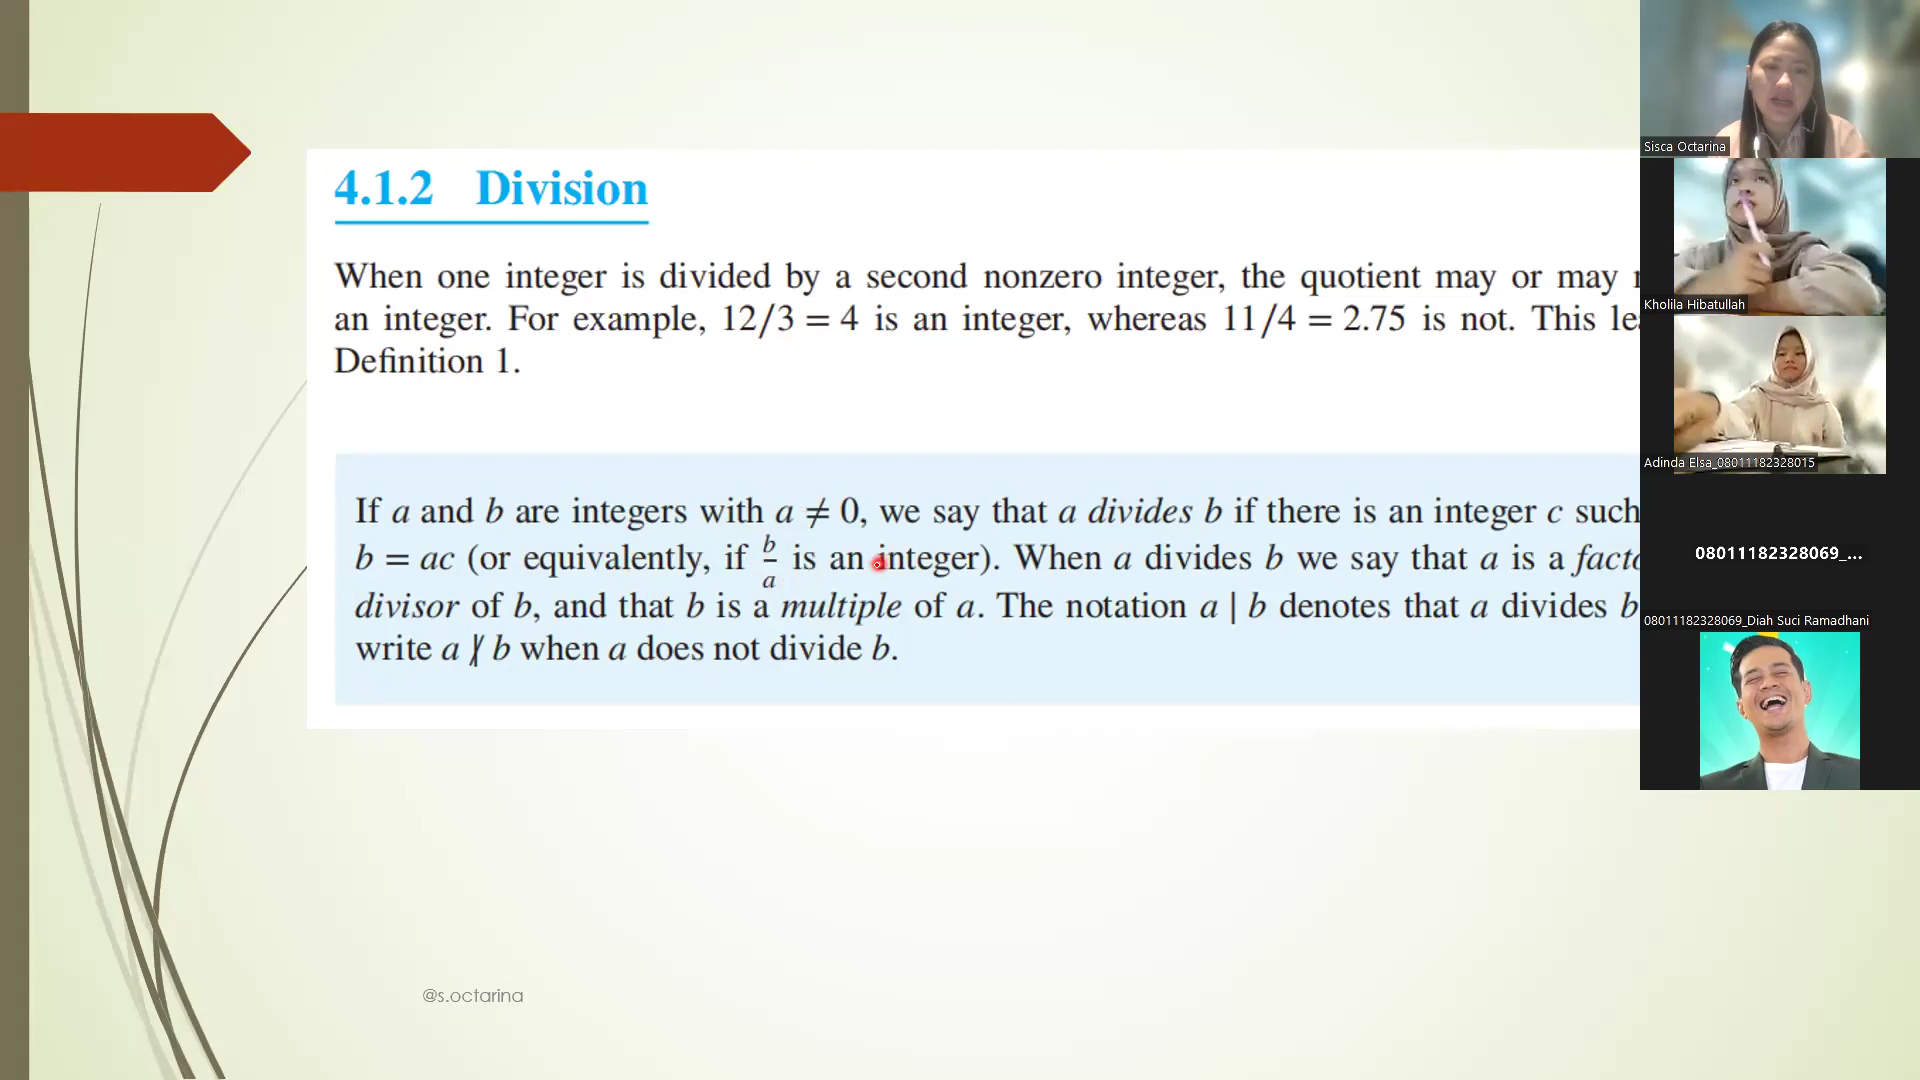 4.1.2 Division
When one integer is divided by a second nonzero integer, the quotient may or may
an integer. For example, 12/3 = 4 is an integer, whereas 11/4 = 2.75 is not. This
Definition 1.
If a and b are integers with a ≠ 0, we say that a divides b if there is an integer c such
b = ac (or equivalently, if b/a is an integer). When a divides b we say that a is a
divisor of b, and that b is a multiple of a. The notation a | b denotes that a divides b
write a ∤ b when a does not divide b.
@s.octarina
Sisca Octarina
Kholila Hibatullah
Adinda Elsa_08011182328015
08011182328069_...
08011182328069_Diah Suci Ramadhani